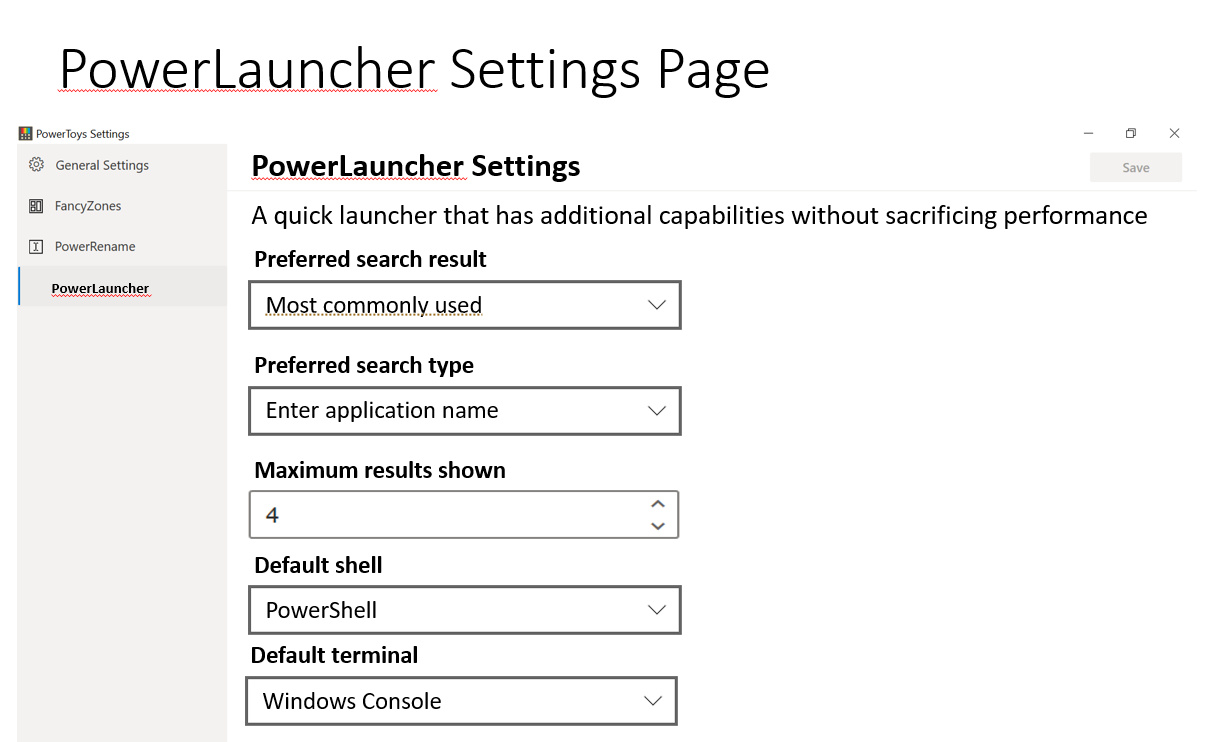 PowerLauncher Settings Page
PowerToys Settings
General Settings
FancyZones
PowerRename
PowerLauncher
PowerLauncher Settings
Save
A quick launcher that has additional capabilities without sacrificing performance
Preferred search result
Most commonly used
Preferred search type
Enter application name
Maximum results shown
4
Default shell
PowerShell
Default terminal
Windows Console